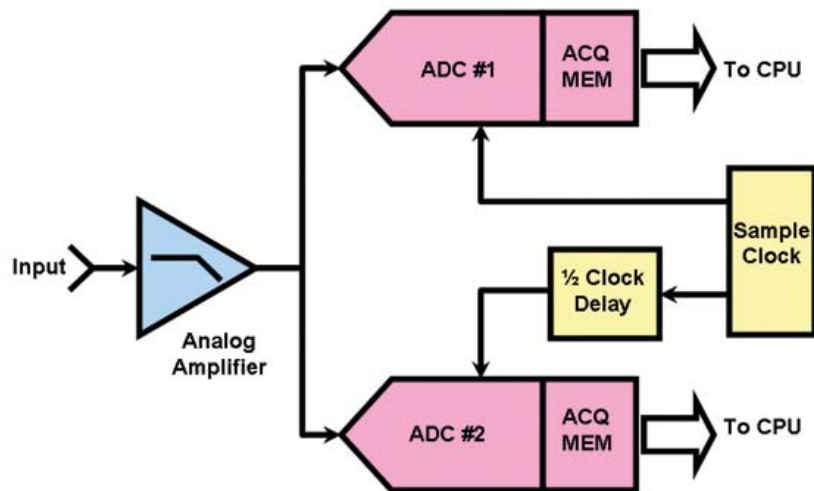 ADC #1
ACQ
MEM
To CPU
Input
Analog
Amplifier
Sample
Clock
½ Clock
Delay
ADC #2
ACQ
MEM
To CPU